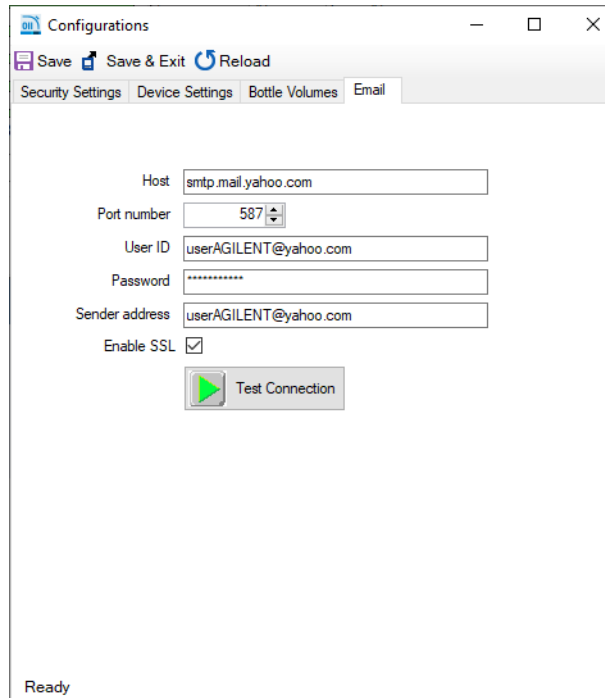 Configurations
Save Save & Exit Reload
Security Settings Device Settings Bottle Volumes Email
Host smtp.mail.yahoo.com
Port number 587
User ID userAGILENT@yahoo.com
Password ***********
Sender address userAGILENT@yahoo.com
Enable SSL
Test Connection
Ready